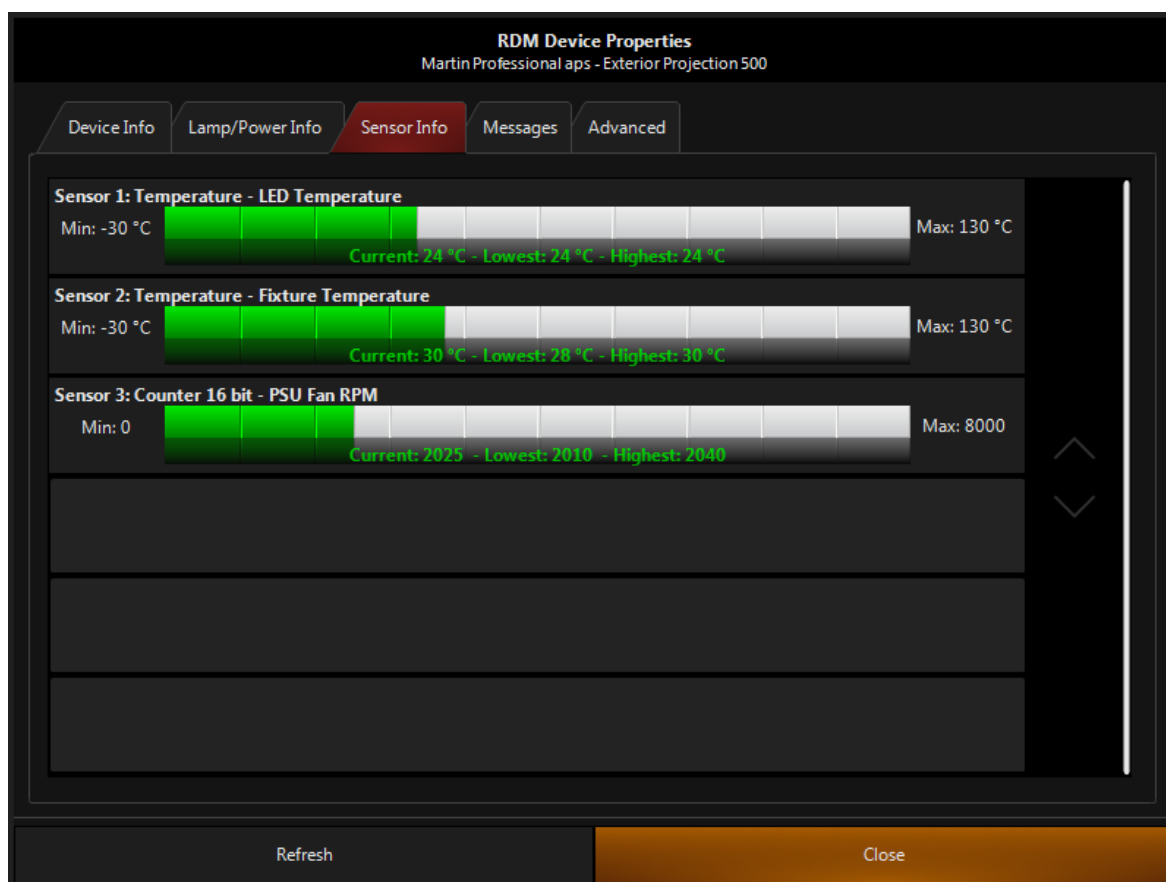 RDM Device Properties
Martin Professional aps - Exterior Projection 500
Device Info
Lamp/Power Info
Sensor Info
Messages
Advanced
Sensor 1: Temperature - LED Temperature
Min: -30 °C
Max: 130 °C
Current: 24 °C - Lowest: 24 °C - Highest: 24 °C
Sensor 2: Temperature - Fixture Temperature
Min: -30 °C
Max: 130 °C
Current: 30 °C - Lowest: 28 °C - Highest: 30 °C
Sensor 3: Counter 16 bit - PSU Fan RPM
Min: 0
Max: 8000
Current: 2025 - Lowest: 2010 - Highest: 2040
Refresh
Close